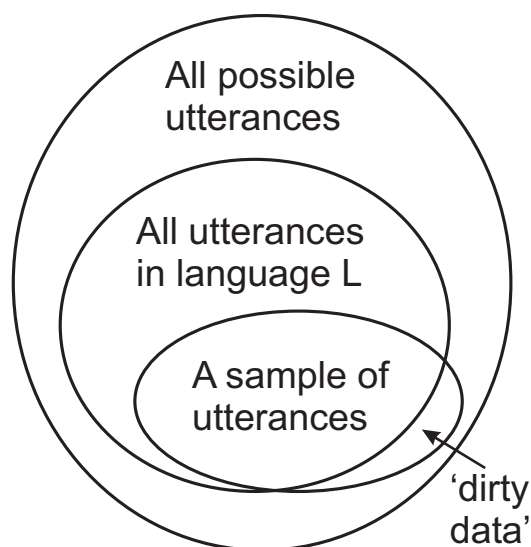 All possible
utterances
All utterances
in language L
A sample of
utterances
‘dirty
data’